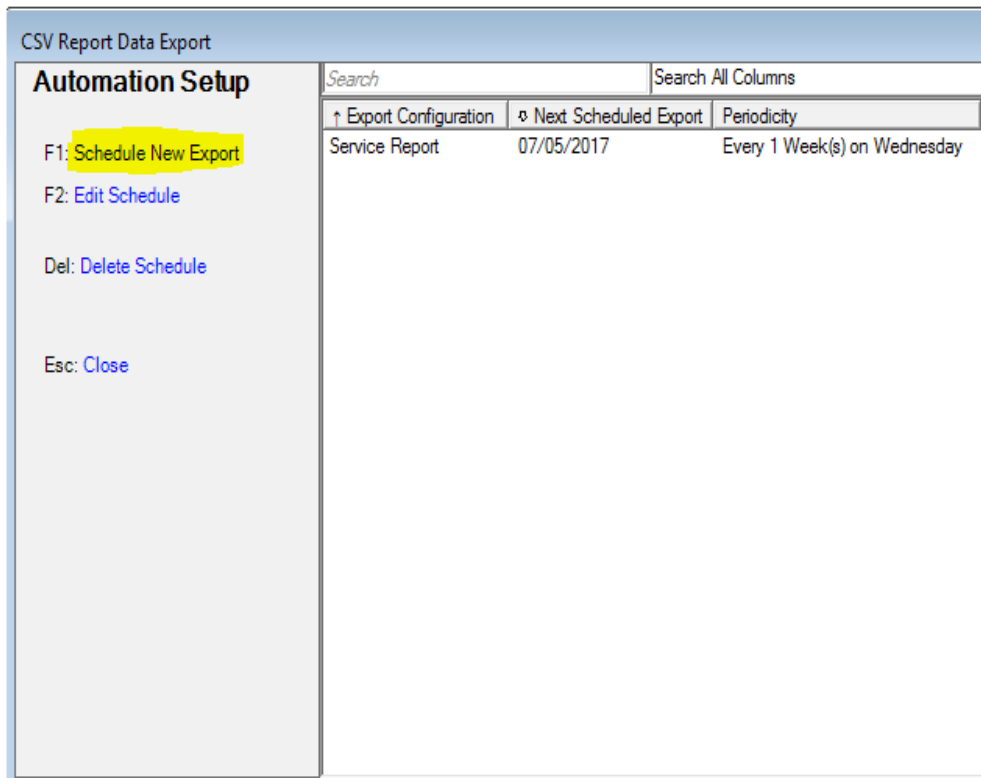 CSV Report Data Export
Automation Setup
F1: Schedule New Export
F2: Edit Schedule
Del: Delete Schedule
Esc: Close
Search Search All Columns
↑ Export Configuration Next Scheduled Export Periodicity
Service Report 07/05/2017 Every 1 Week(s) on Wednesday